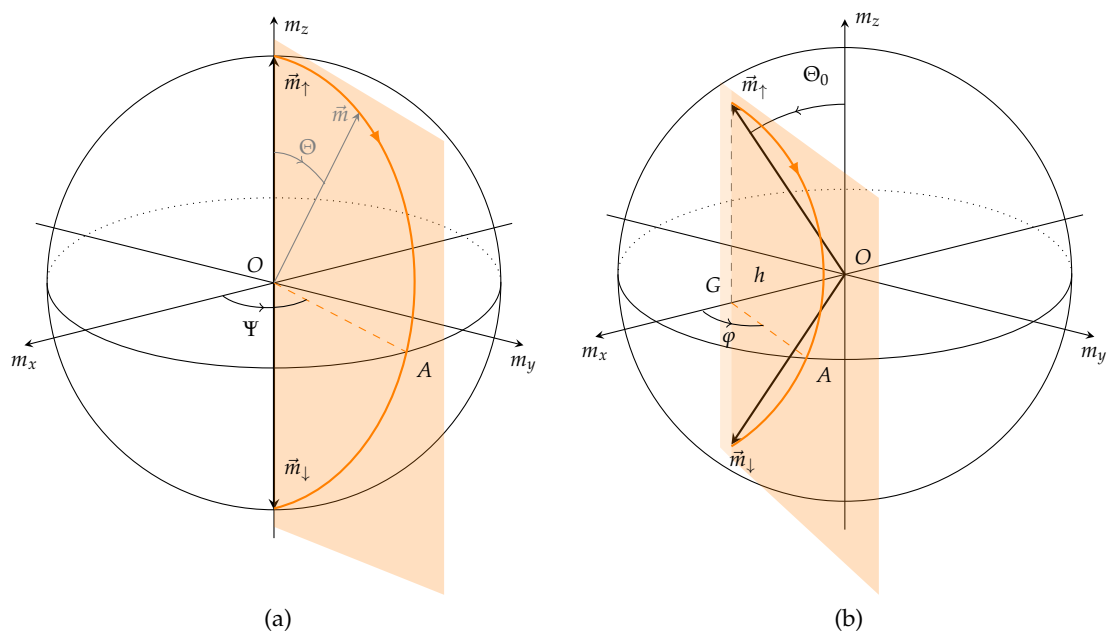 m_z
m⃗_↑
m⃗
Θ
O
Ψ
m_x
A
m_y
m⃗_↓
(a)
m_z
Θ_0
m⃗_↑
O
G
h
φ
m_x
A
m_y
m⃗_↓
(b)